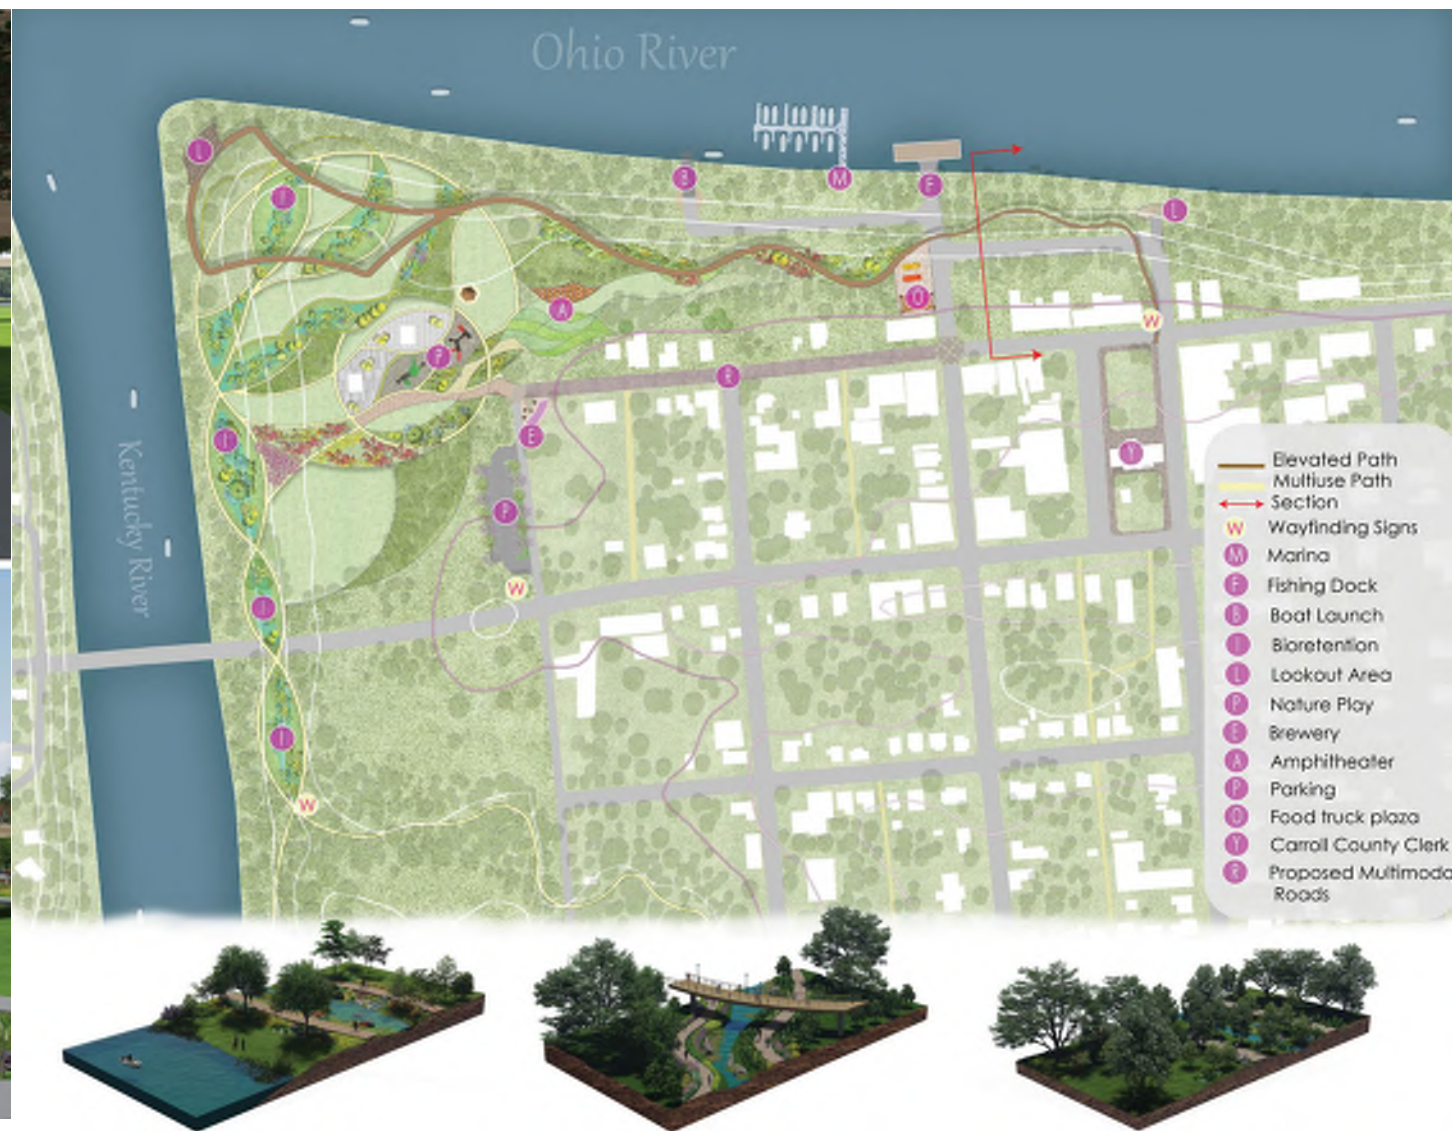 Ohio River
L
I
B
M
F
L
A
O
W
P
R
I
E
Y
P
Kentucky River
W
I
I
W
Elevated Path
Multiuse Path
Section
W Wayfinding Signs
M Marina
F Fishing Dock
B Boat Launch
I Bioretention
L Lookout Area
P Nature Play
E Brewery
A Amphitheater
P Parking
O Food truck plaza
Y Carroll County Clerk
R Proposed Multimoda
Roads